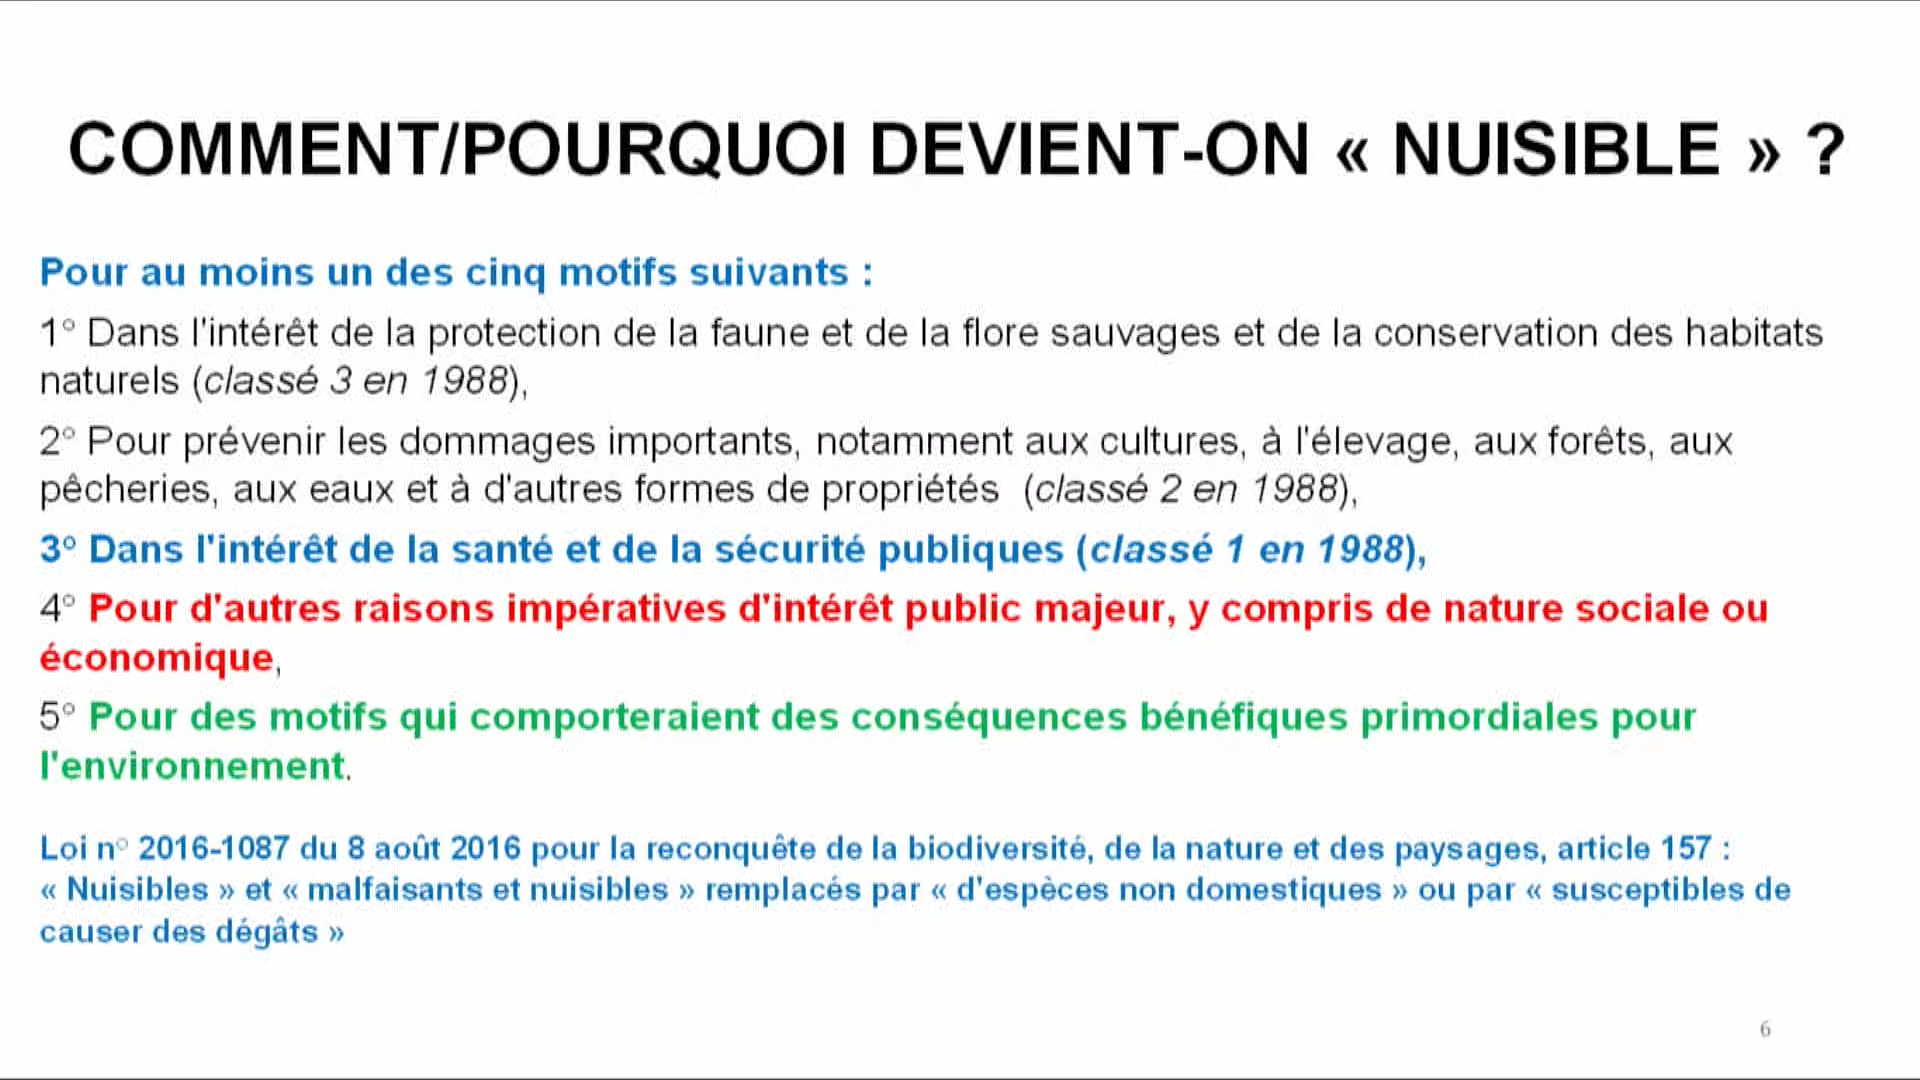 COMMENT/POURQUOI DEVIENT-ON « NUISIBLE » ?
Pour au moins un des cinq motifs suivants :
1° Dans l'intérêt de la protection de la faune et de la flore sauvages et de la conservation des habitats
naturels (classé 3 en 1988),
2° Pour prévenir les dommages importants, notamment aux cultures, à l'élevage, aux forêts, aux
pêcheries, aux eaux et à d'autres formes de propriétés (classé 2 en 1988),
3° Dans l'intérêt de la santé et de la sécurité publiques (classé 1 en 1988),
4° Pour d'autres raisons impératives d'intérêt public majeur, y compris de nature sociale ou
économique,
5° Pour des motifs qui comporteraient des conséquences bénéfiques primordiales pour
l'environnement.
Loi n° 2016-1087 du 8 août 2016 pour la reconquête de la biodiversité, de la nature et des paysages, article 157 :
« Nuisibles » et « malfaisants et nuisibles » remplacés par « d'espèces non domestiques » ou par « susceptibles de
causer des dégâts »
6